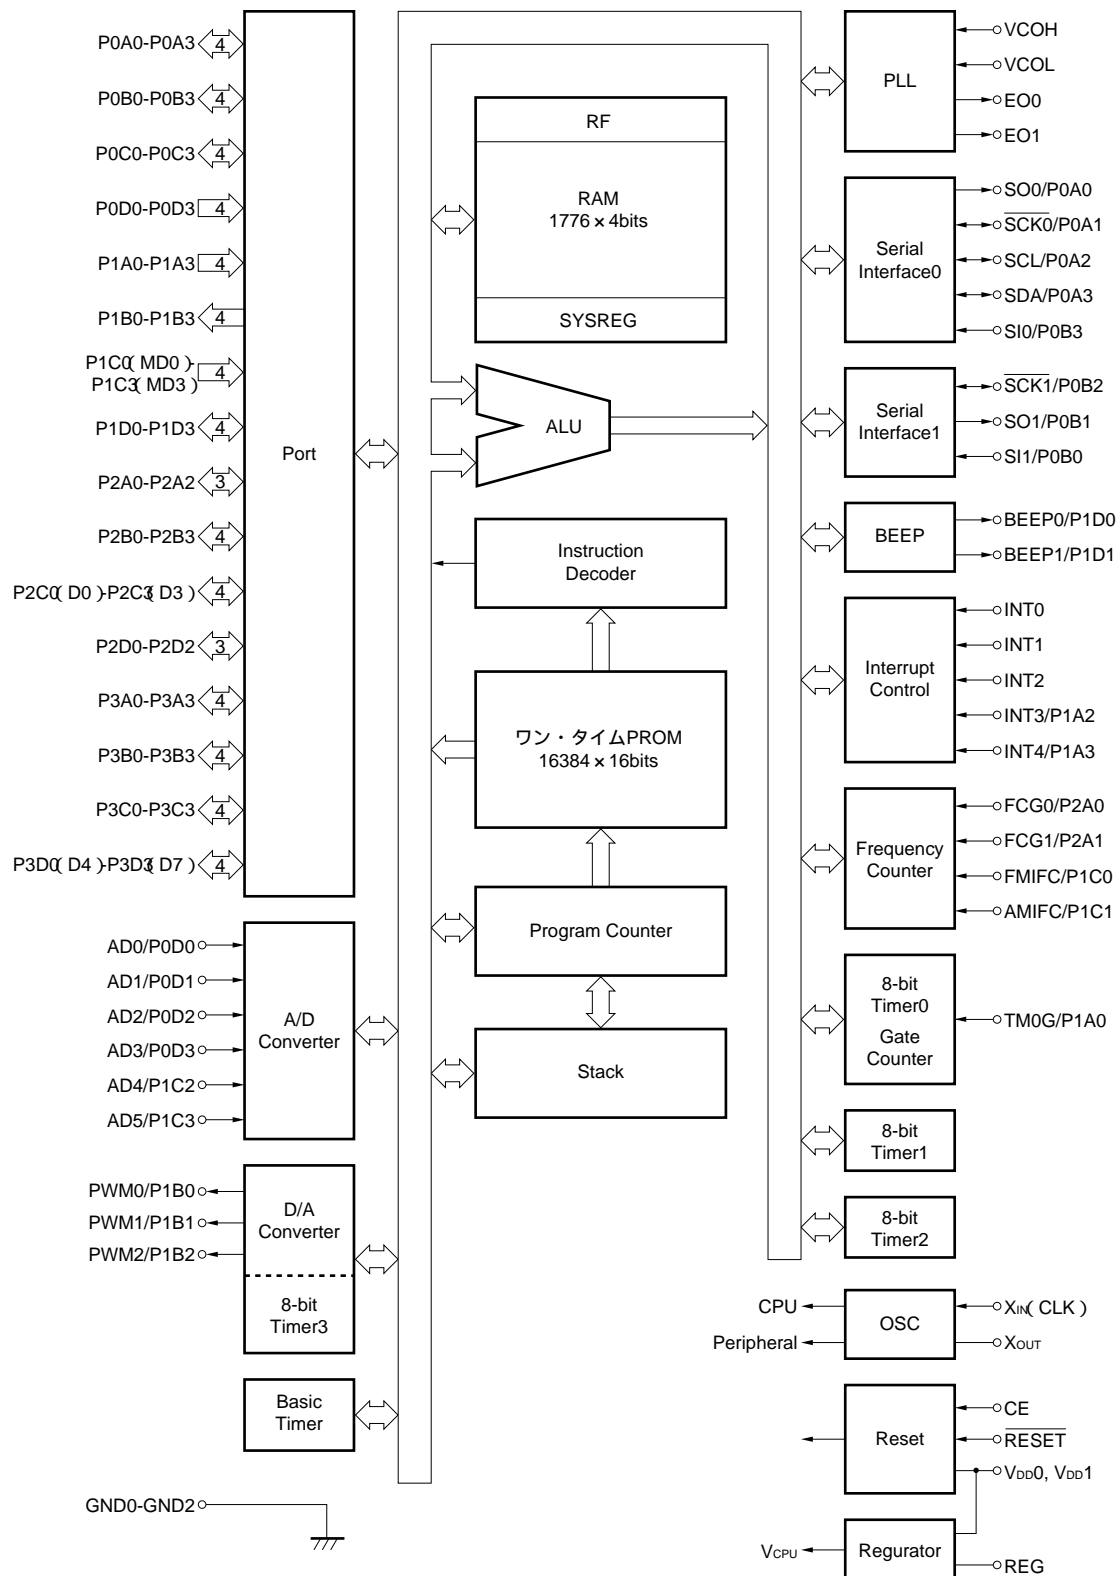 P0A0-P0A3
4
P0B0-P0B3
4
P0C0-P0C3
4
P0D0-P0D3
4
P1A0-P1A3
4
P1B0-P1B3
4
P1C0( MD0)-
P1C3( MD3 )
4
P1D0-P1D3
4
P2A0-P2A2
3
P2B0-P2B3
4
P2C0( D0 )-P2C3( D3 )
4
P2D0-P2D2
3
P3A0-P3A3
4
P3B0-P3B3
4
P3C0-P3C3
4
P3D0( D4 )-P3D3( D7 )
4
Port
AD0/P0D0
AD1/P0D1
AD2/P0D2
AD3/P0D3
AD4/P1C2
AD5/P1C3
A/D
Converter
PWM0/P1B0
PWM1/P1B1
PWM2/P1B2
D/A
Converter
8-bit
Timer3
Basic
Timer
GND0-GND2
RF
RAM
1776 × 4bits
SYSREG
ALU
Instruction
Decoder
ワン・タイムPROM
16384 × 16bits
Program Counter
Stack
PLL
VCOH
VCOL
EO0
EO1
Serial
Interface0
SO0/P0A0
SCK0/P0A1
SCL/P0A2
SDA/P0A3
SI0/P0B3
Serial
Interface1
SCK1/P0B2
SO1/P0B1
SI1/P0B0
BEEP
BEEP0/P1D0
BEEP1/P1D1
Interrupt
Control
INT0
INT1
INT2
INT3/P1A2
INT4/P1A3
Frequency
Counter
FCG0/P2A0
FCG1/P2A1
FMIFC/P1C0
AMIFC/P1C1
8-bit
Timer0
Gate
Counter
TM0G/P1A0
8-bit
Timer1
8-bit
Timer2
CPU
Peripheral
OSC
XIN( CLK )
XOUT
Reset
CE
RESET
VDD0, VDD1
VCPU
Regurator
REG